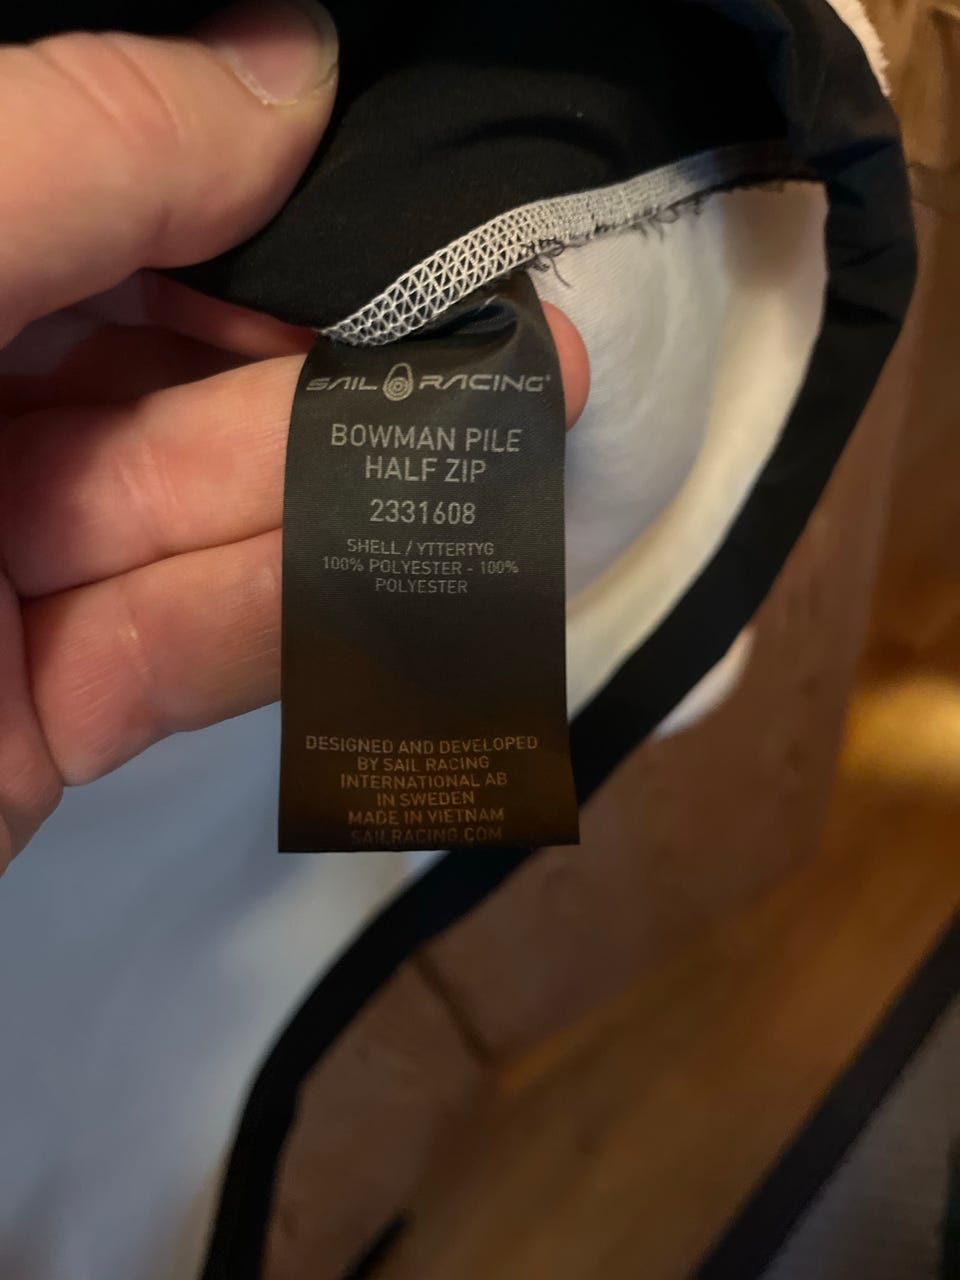 SAIL RACING
BOWMAN PILE
HALF ZIP
2331608
SHELL / YTTERTYG
100% POLYESTER - 100%
POLYESTER
DESIGNED AND DEVELOPED
BY SAIL RACING
INTERNATIONAL AB
IN SWEDEN
MADE IN VIETNAM
SAILRACING.COM